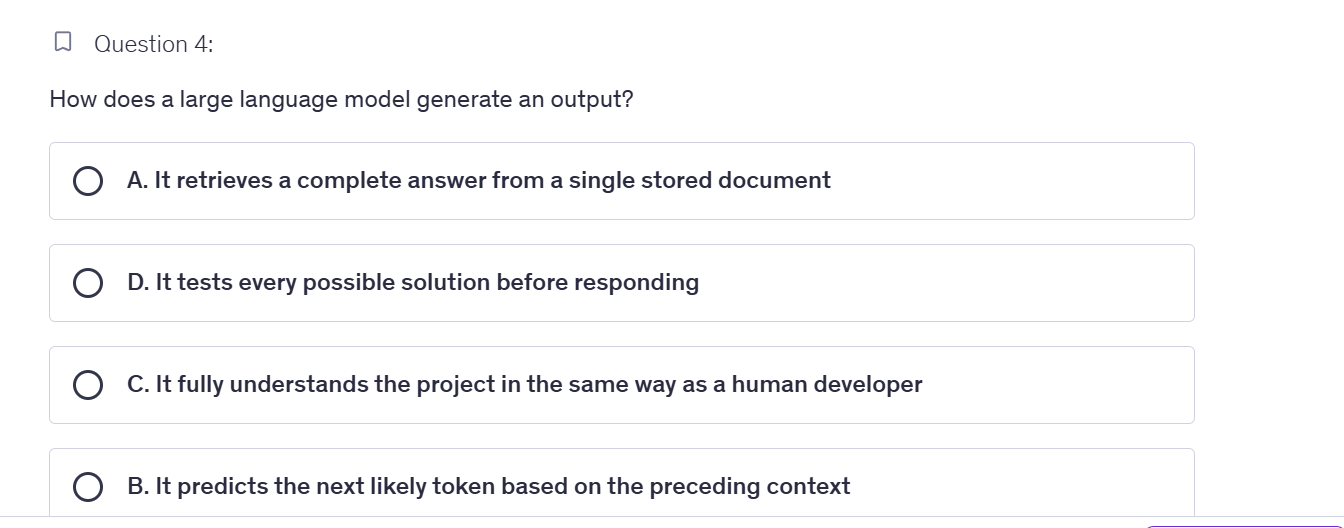 Question 4:
How does a large language model generate an output?
A. It retrieves a complete answer from a single stored document
D. It tests every possible solution before responding
C. It fully understands the project in the same way as a human developer
B. It predicts the next likely token based on the preceding context